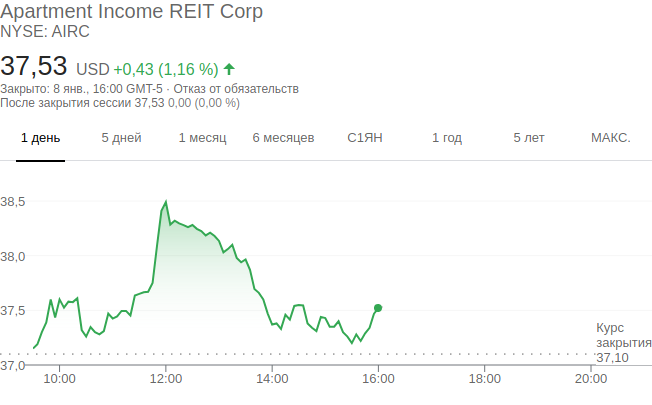 Apartment Income REIT Corp
NYSE: AIRC
37,53 USD +0,43 (1,16 %)
Закрыто: 8 янв., 16:00 GMT-5 · Отказ от обязательств
После закрытия сессии 37,53 0,00 (0,00 %)
1 день 5 дней 1 месяц 6 месяцев С1ЯН 1 год 5 лет МАКС.
38,5
38,0
37,5
Курс
закрытия
37,10
37,0
10:00 12:00 14:00 16:00 18:00 20:00